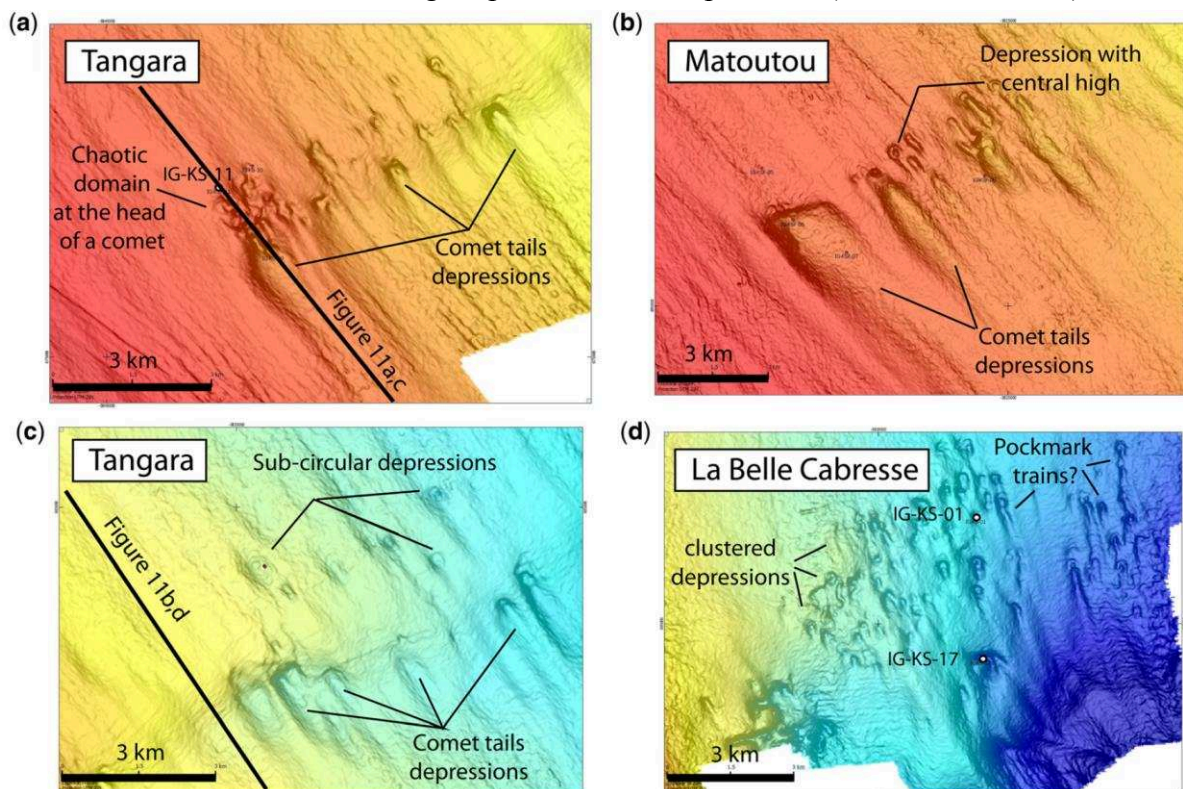 (a)
Tangara
Chaotic
domain
at the head
of a comet
IG-KS-11
Comet tails
depressions
Figure 11a,c
3 km
(b)
Matoutou
Depression with
central high
Comet tails
depressions
3 km
(c)
Tangara
Sub-circular depressions
Figure 11b,d
Comet tails
depressions
3 km
(d)
La Belle Cabresse
Pockmark
trains?
IG-KS-01
clustered
depressions
IG-KS-17
3 km